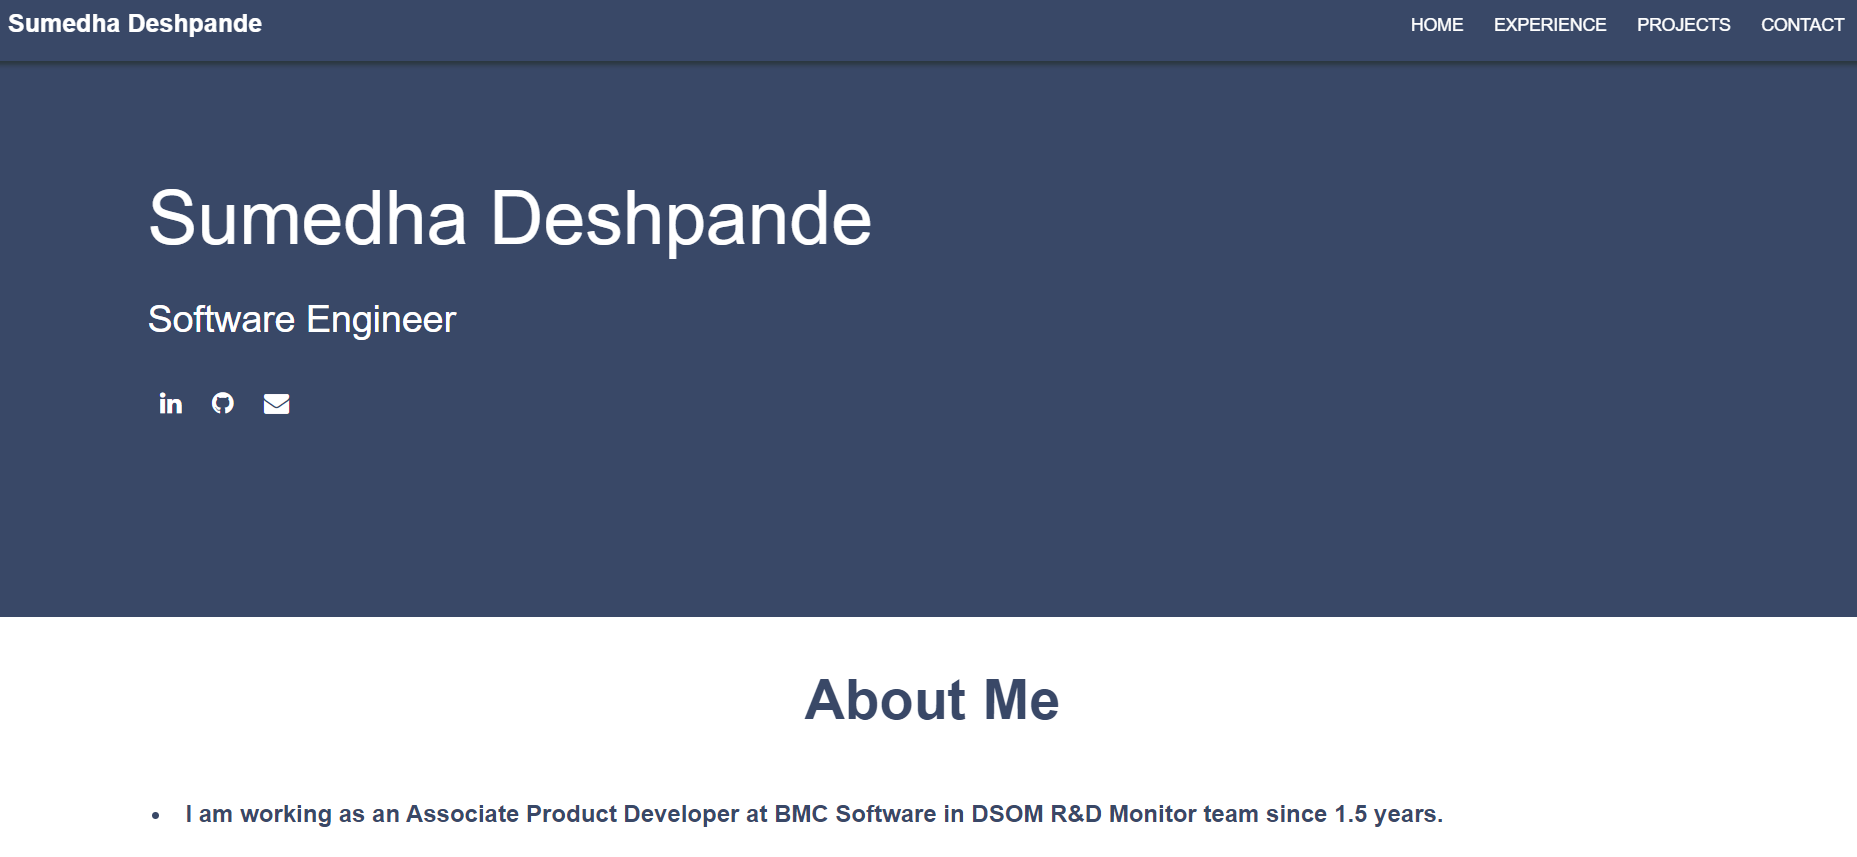 Sumedha Deshpande
HOME EXPERIENCE PROJECTS CONTACT
Sumedha Deshpande
Software Engineer
in
About Me
• I am working as an Associate Product Developer at BMC Software in DSOM R&D Monitor team since 1.5 years.